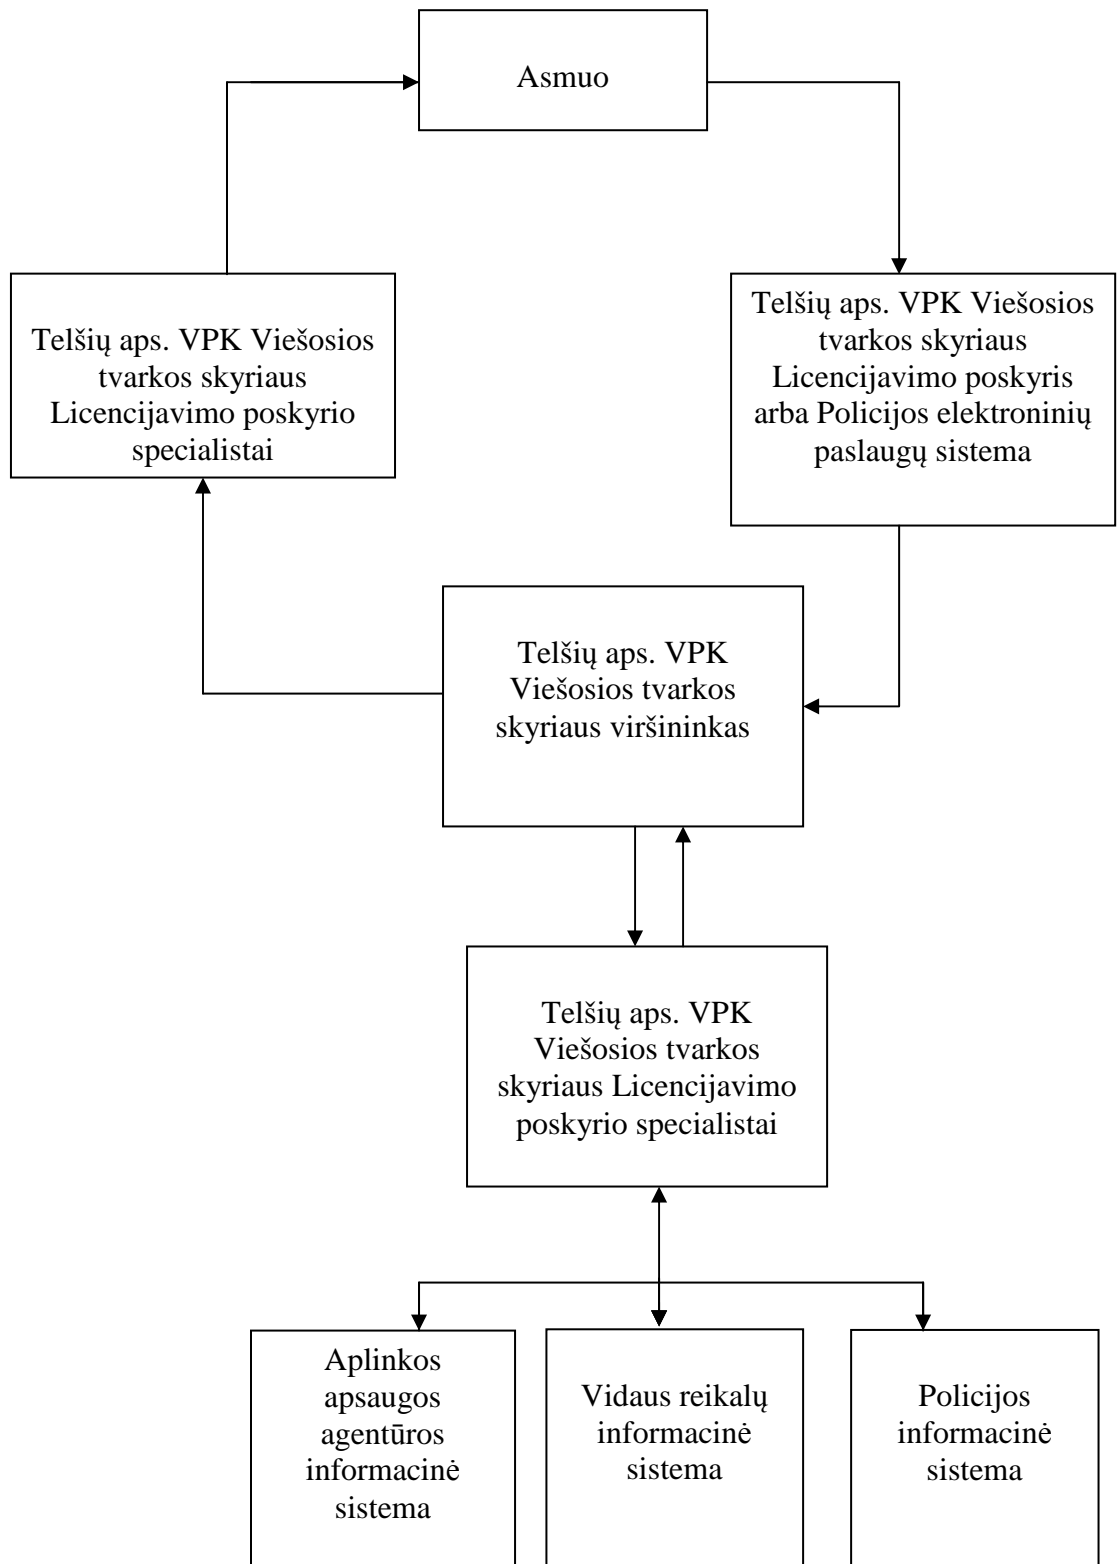 Asmuo
Telšių aps. VPK Viešosios
tvarkos skyriaus
Licencijavimo poskyrio
specialistai
Telšių aps. VPK Viešosios
tvarkos skyriaus
Licencijavimo poskyris
arba Policijos elektroninių
paslaugų sistema
Telšių aps. VPK
Viešosios tvarkos
skyriaus viršininkas
Telšių aps. VPK
Viešosios tvarkos
skyriaus Licencijavimo
poskyrio specialistai
Aplinkos
apsaugos
agentūros
informacinė
sistema
Vidaus reikalų
informacinė
sistema
Policijos
informacinė
sistema